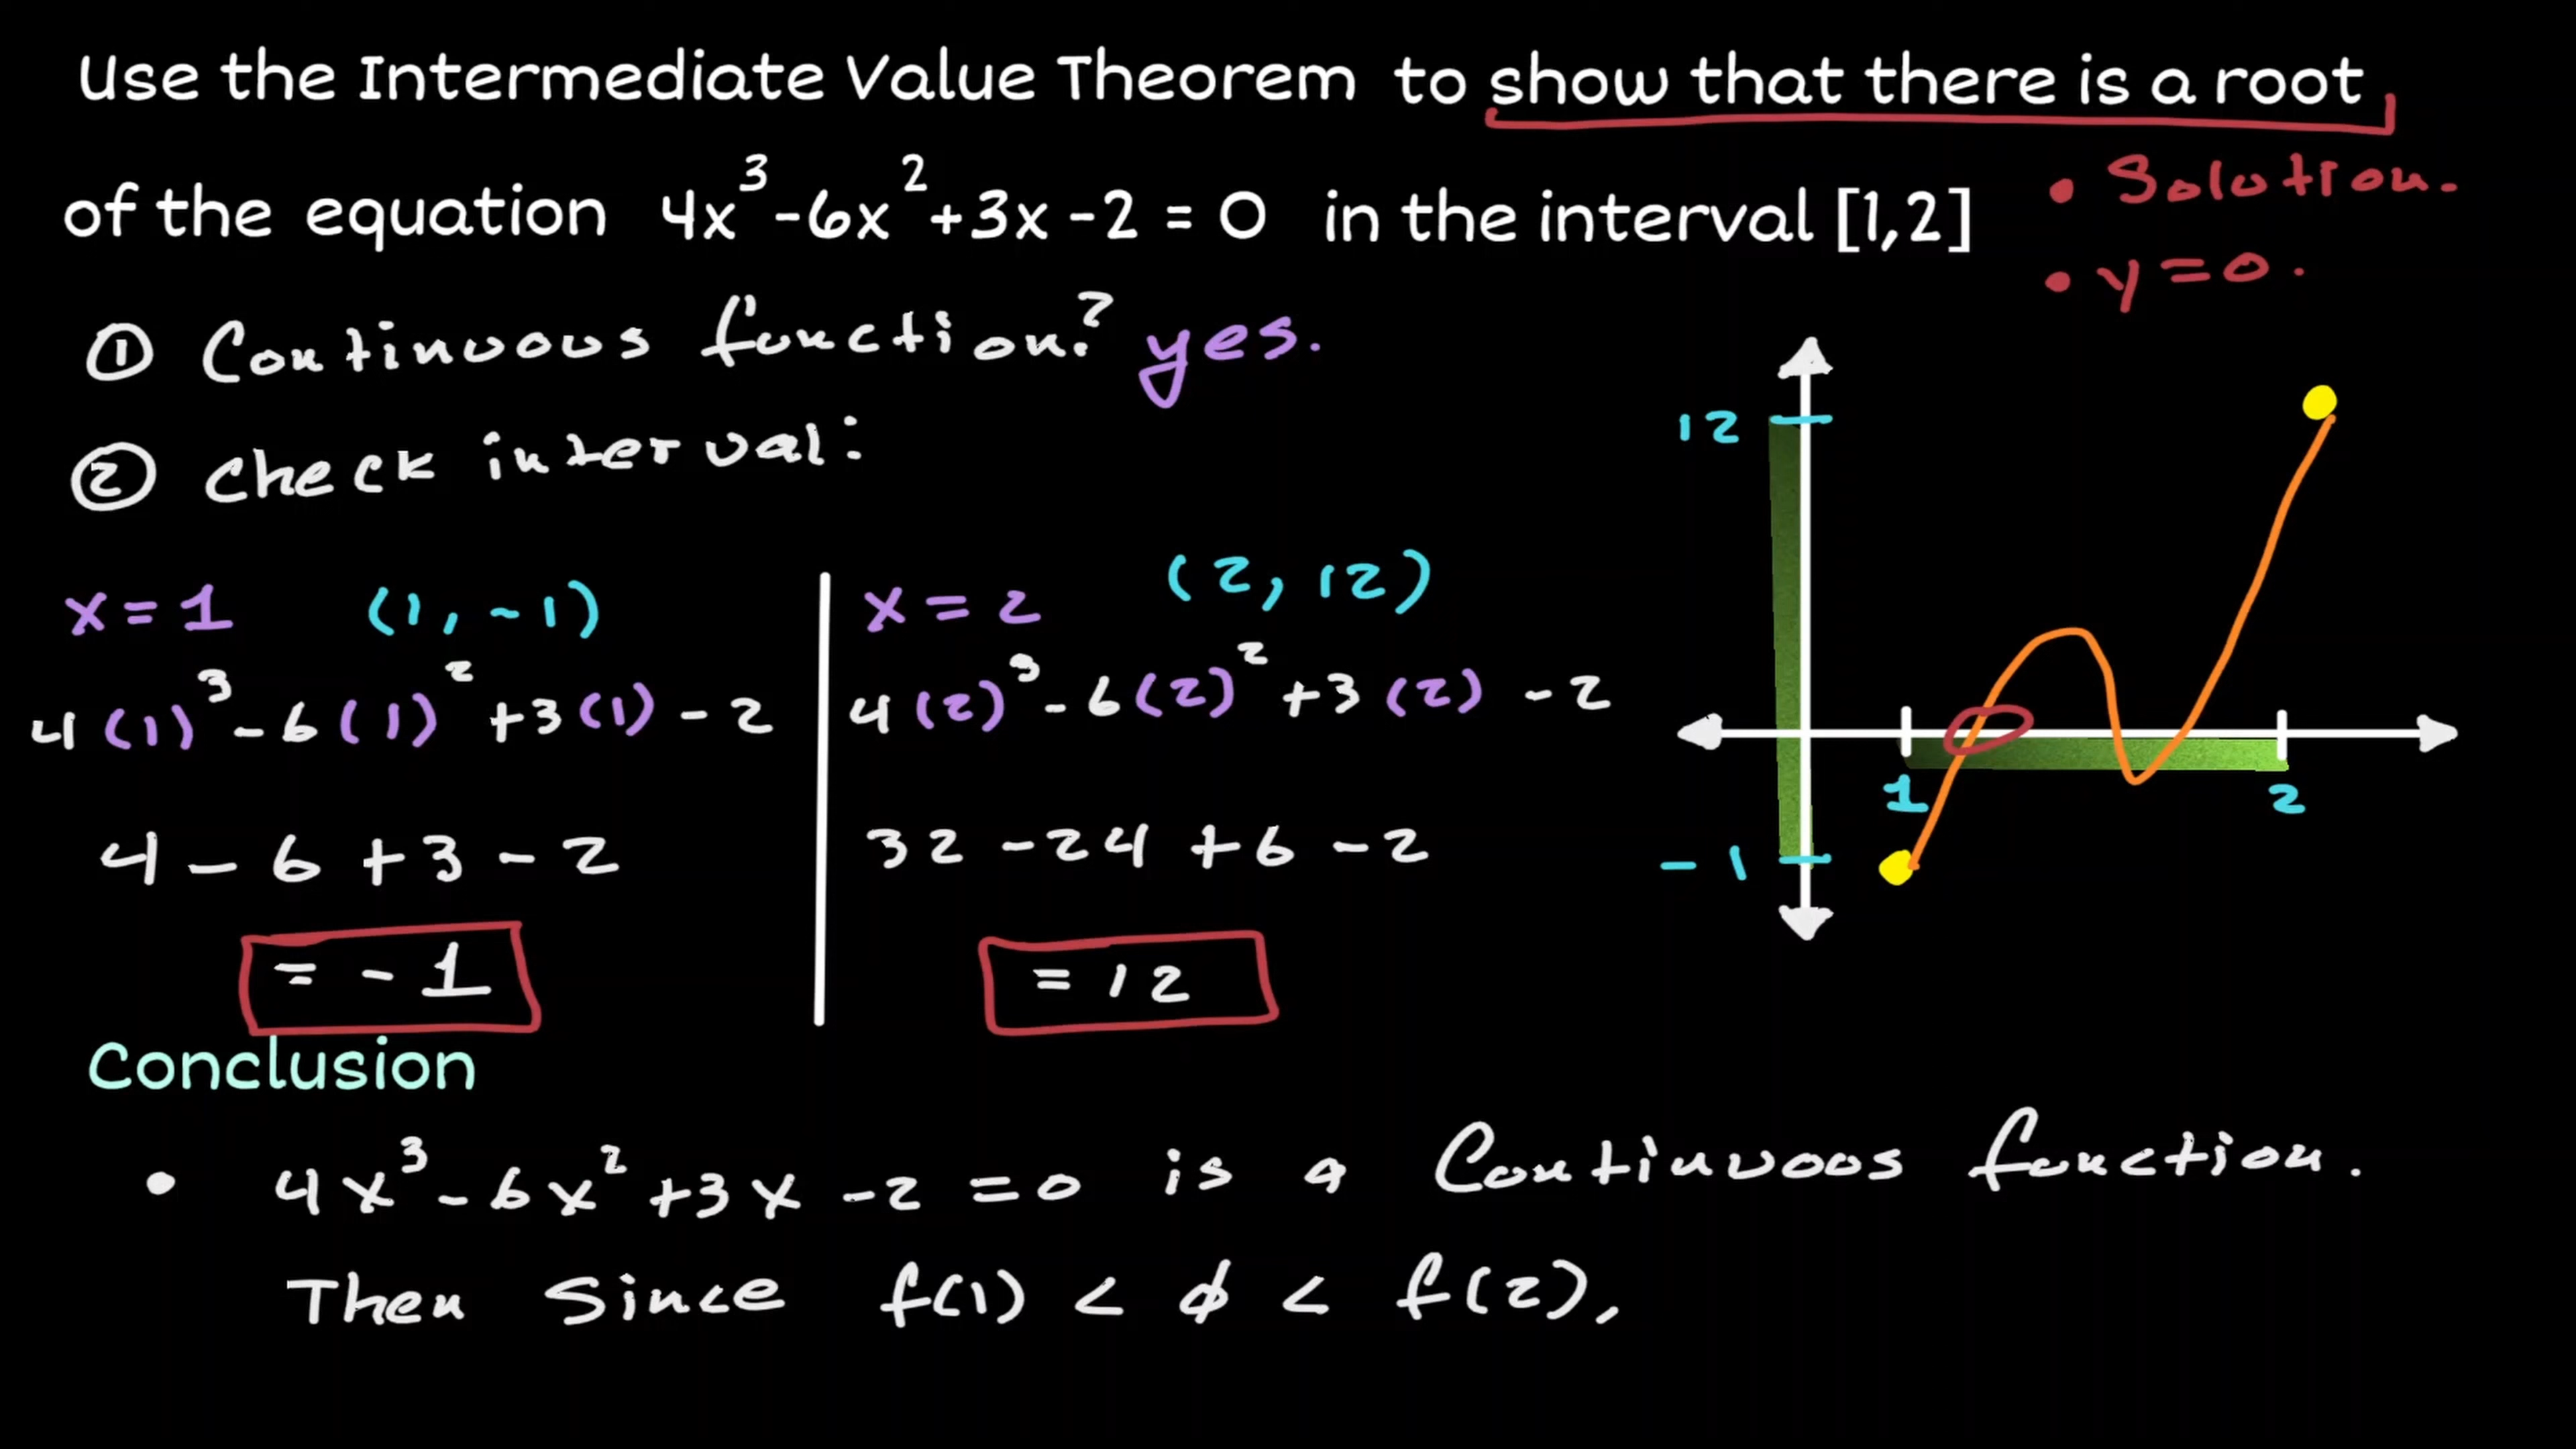 Use the Intermediate Value Theorem to show that there is a root
of the equation 4x³-6x²+3x-2 = 0 in the interval [1,2]
• Solution.
• y=0.
① Continuous function? yes.
② Check interval:
x=1 (1,-1)
4(1)³-6(1)²+3(1)-2
4-6+3-2
= -1
x=2 (2,12)
4(2)³-6(2)²+3(2)-2
32-24+6-2
= 12
12
1
2
-1
Conclusion
• 4x³-6x²+3x-2=0 is a Continuous function.
Then Since f(1) < 0 < f(2),